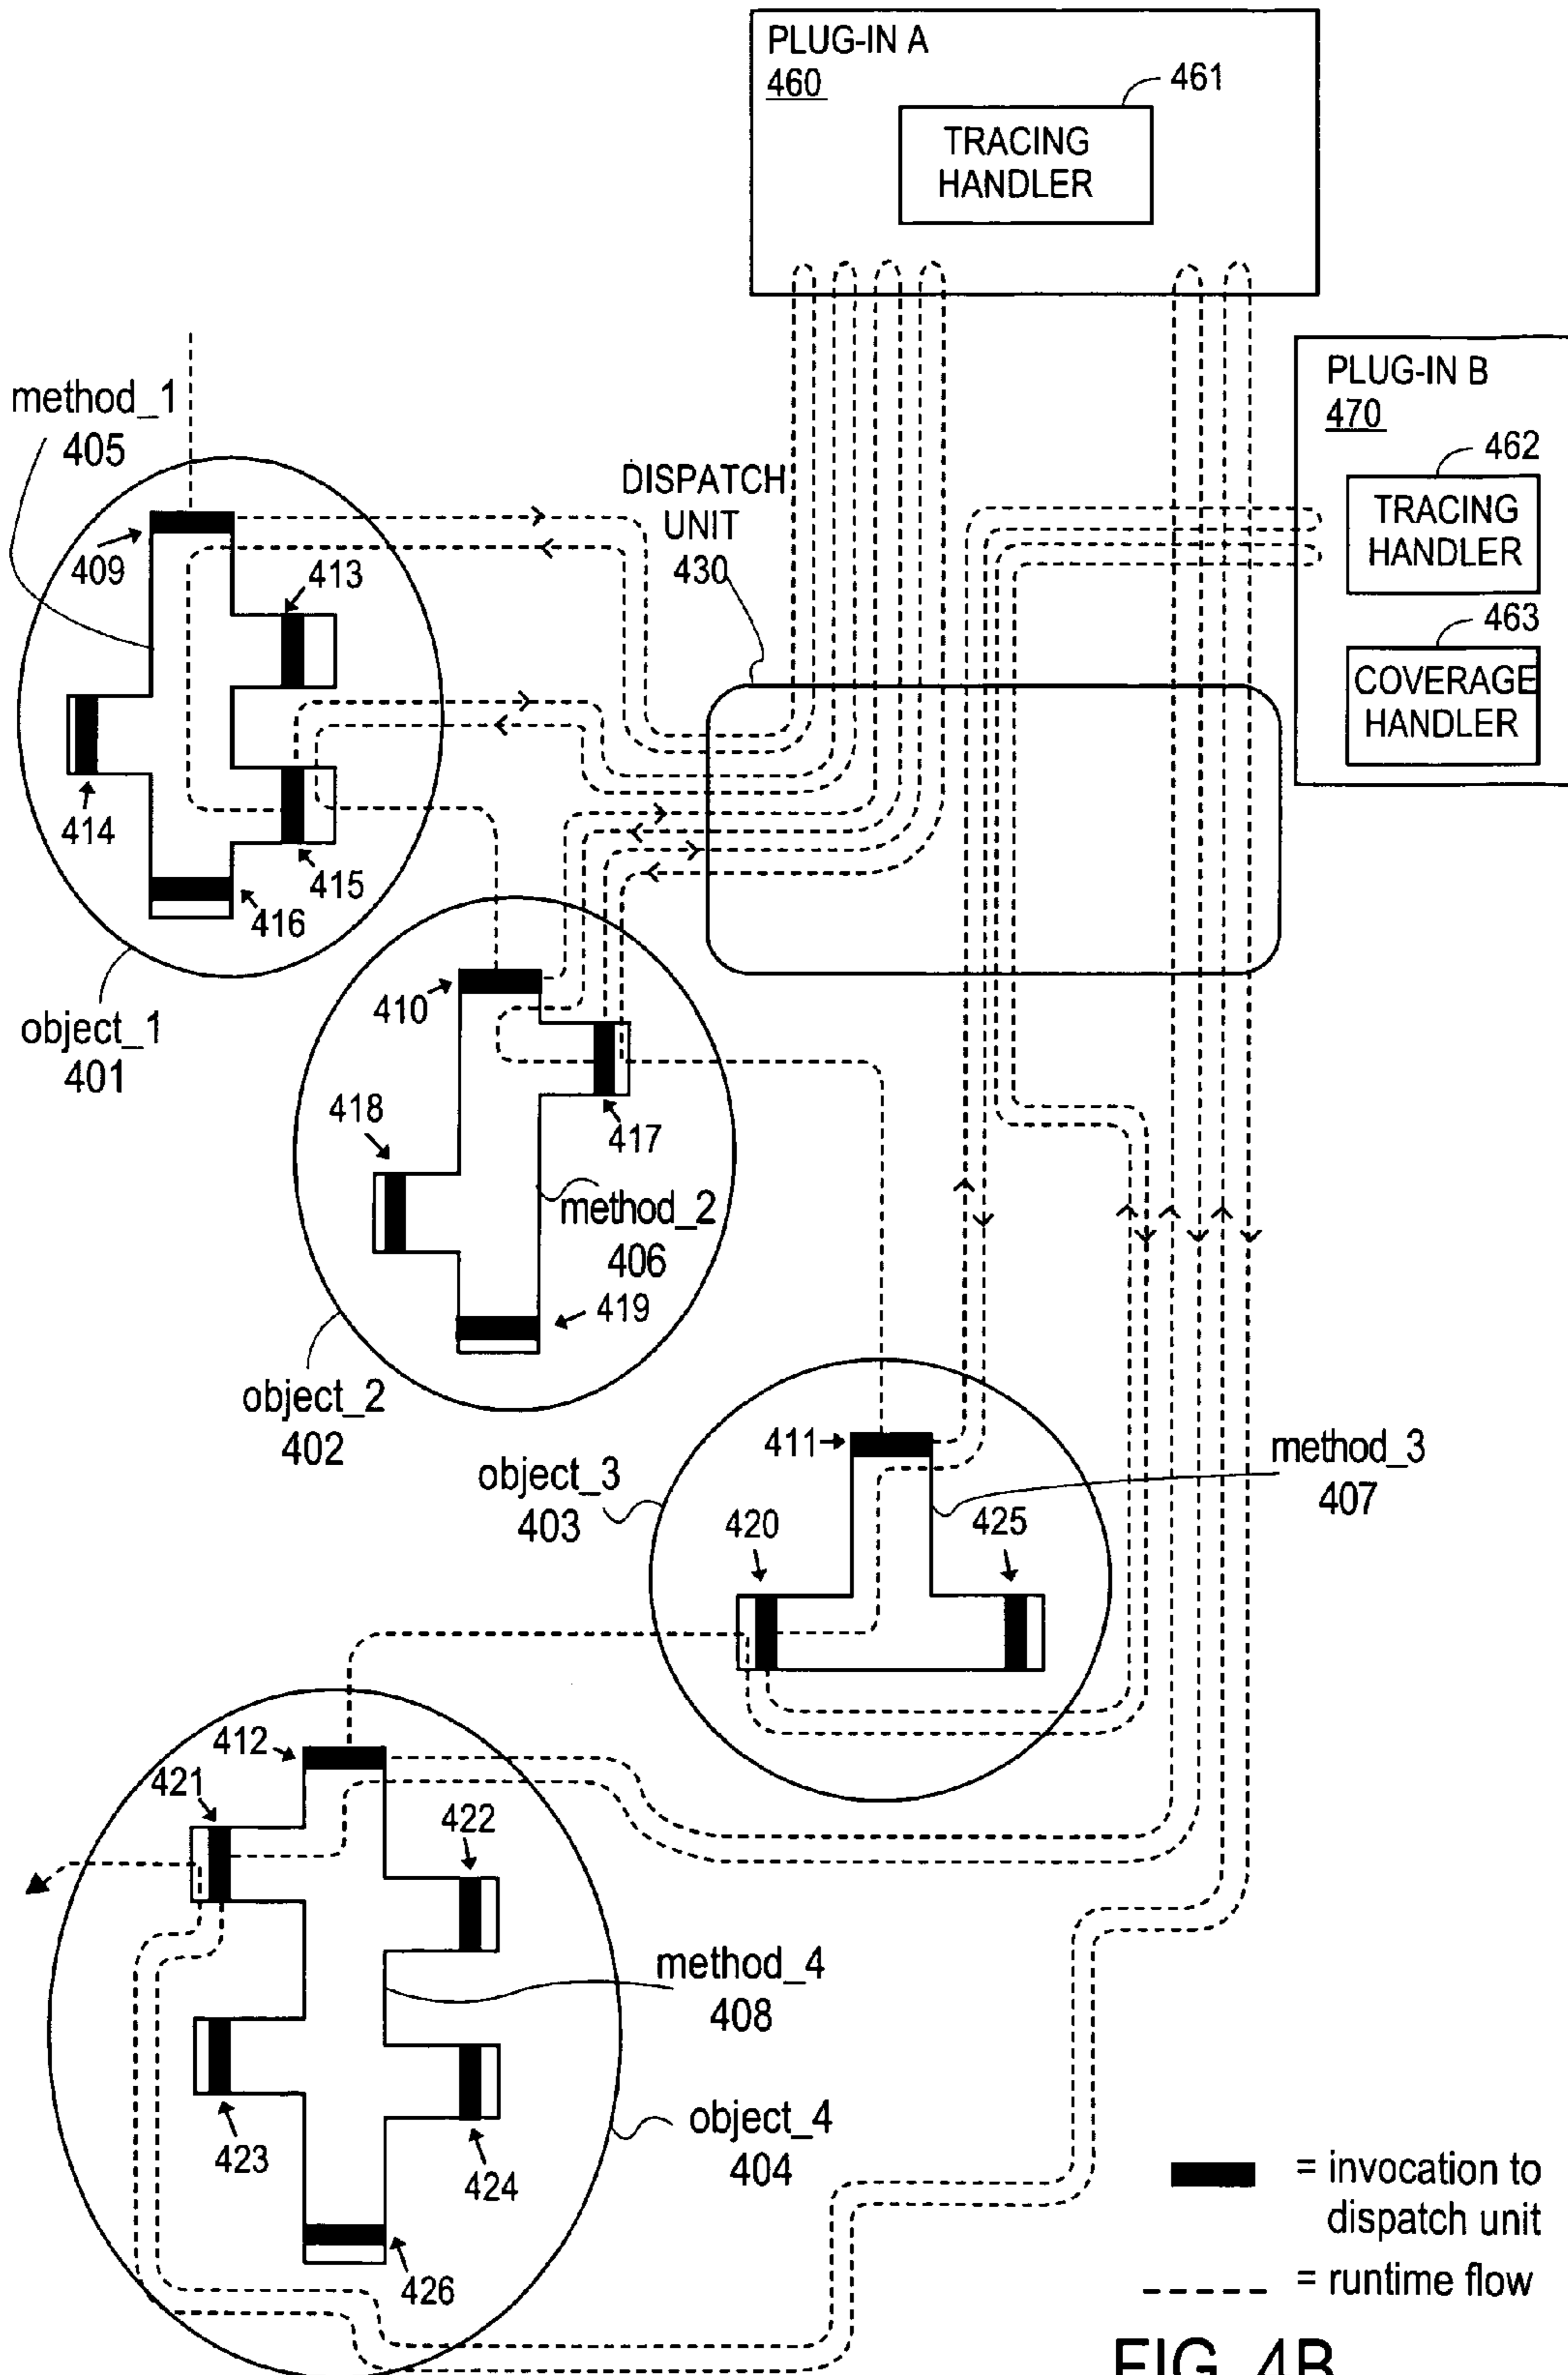 PLUG-IN A
460
461
TRACING
HANDLER
PLUG-IN B
470
462
TRACING
HANDLER
463
COVERAGE
HANDLER
method_1
405
DISPATCH
UNIT
430
409
413
414
415
416
object_1
401
410
418
417
method_2
406
419
object_2
402
411
object_3
403
method_3
407
420
425
412
421
422
method_4
408
423
424
object_4
404
426
= invocation to
dispatch unit
= runtime flow
FIG. 4B